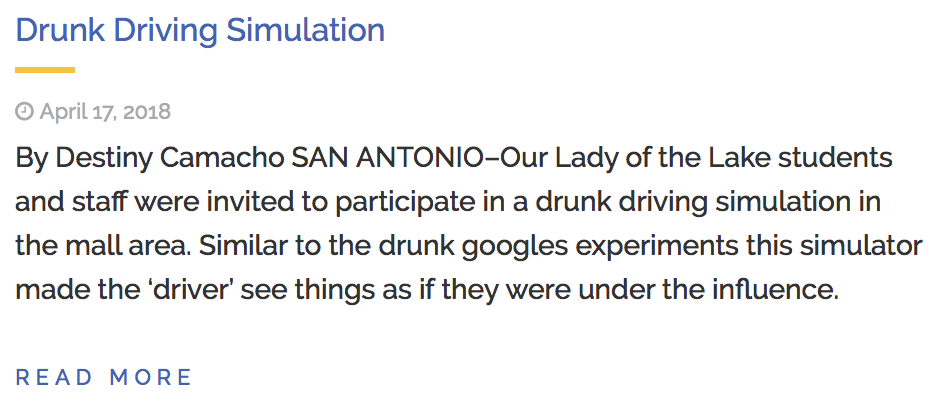 Drunk Driving Simulation
April 17, 2018
By Destiny Camacho SAN ANTONIO–Our Lady of the Lake students
and staff were invited to participate in a drunk driving simulation in
the mall area. Similar to the drunk googles experiments this simulator
made the ‘driver’ see things as if they were under the influence.
READ MORE